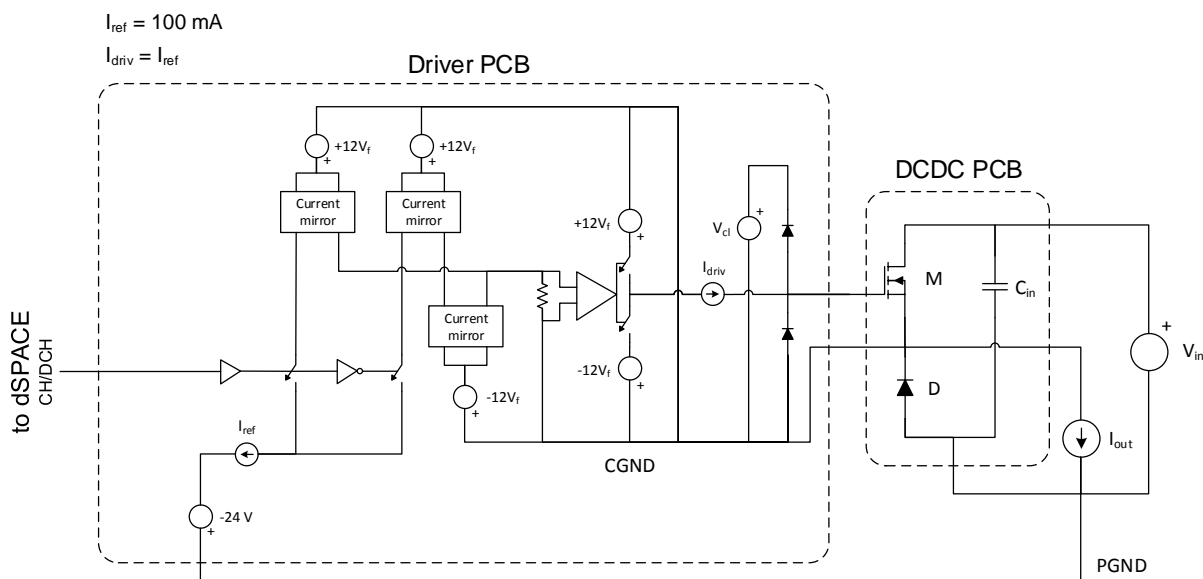 I_ref = 100 mA
I_driv = I_ref
Driver PCB
DCDC PCB
+12V_f
+12V_f
Current
mirror
Current
mirror
+12V_f
V_cl
+
+
+
+
I_driv
M
C_in
+
V_in
Current
mirror
to dSPACE
CH/DCH
-12V_f
+
-12V_f
+
D
I_ref
I_out
CGND
-24 V
+
PGND